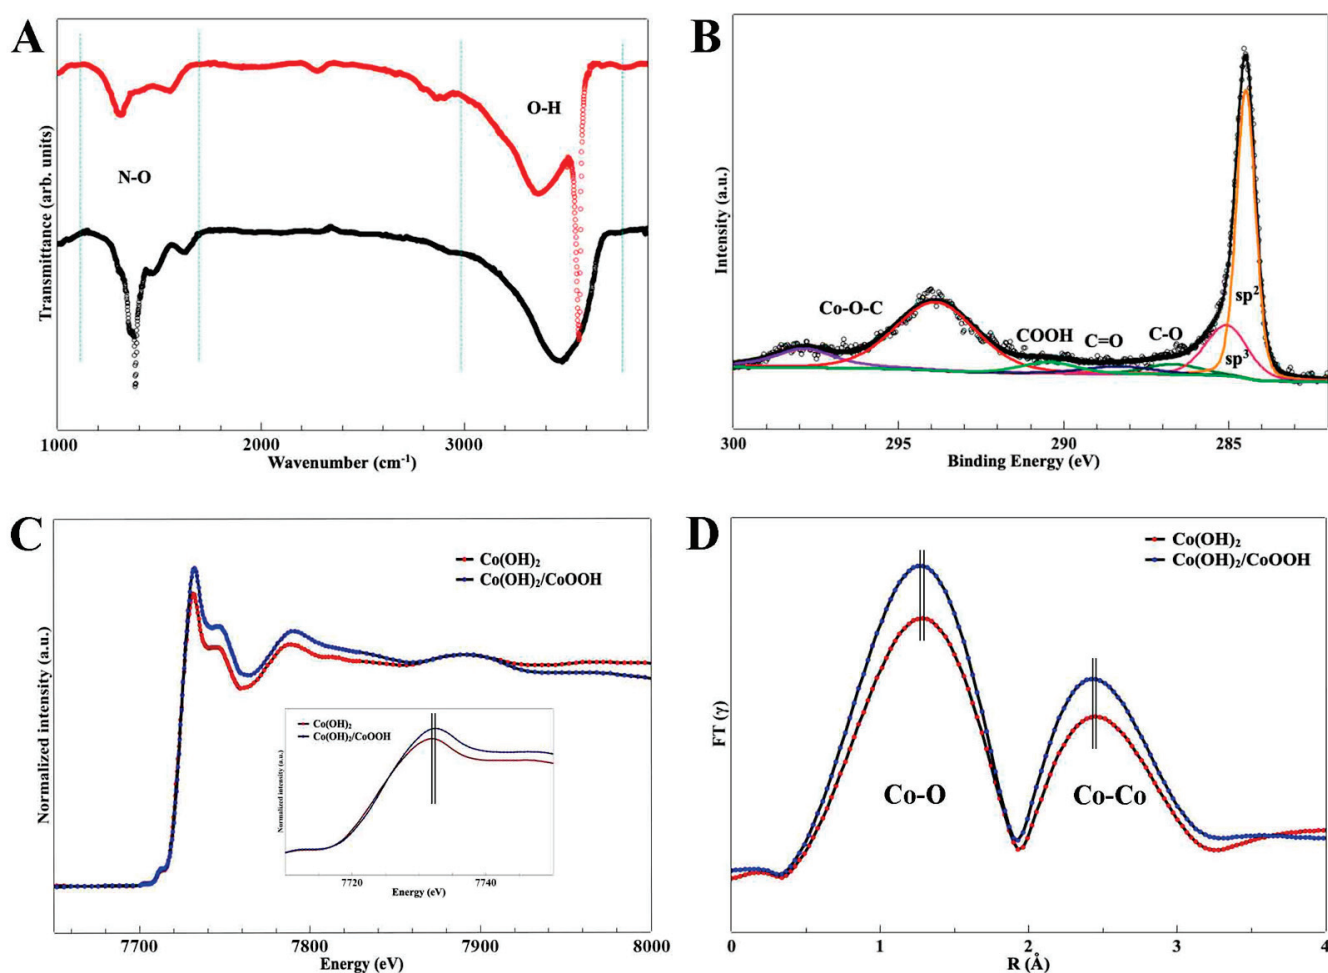 A
O-H
N-O
Transmittance (arb. units)
1000
2000
3000
Wavenumber (cm⁻¹)
B
Intensity (a.u.)
Co-O-C
COOH
C=O
C-O
sp²
sp³
300
295
290
285
Binding Energy (eV)
C
Co(OH)₂
Co(OH)₂/CoOOH
Normalized intensity (a.u.)
Co(OH)₂
Co(OH)₂/CoOOH
Normalized intensity (a.u.)
7720
7740
Energy (eV)
7700
7800
7900
8000
Energy (eV)
D
Co(OH)₂
Co(OH)₂/CoOOH
FT (γ)
Co-O
Co-Co
0
1
2
3
4
R (Å)